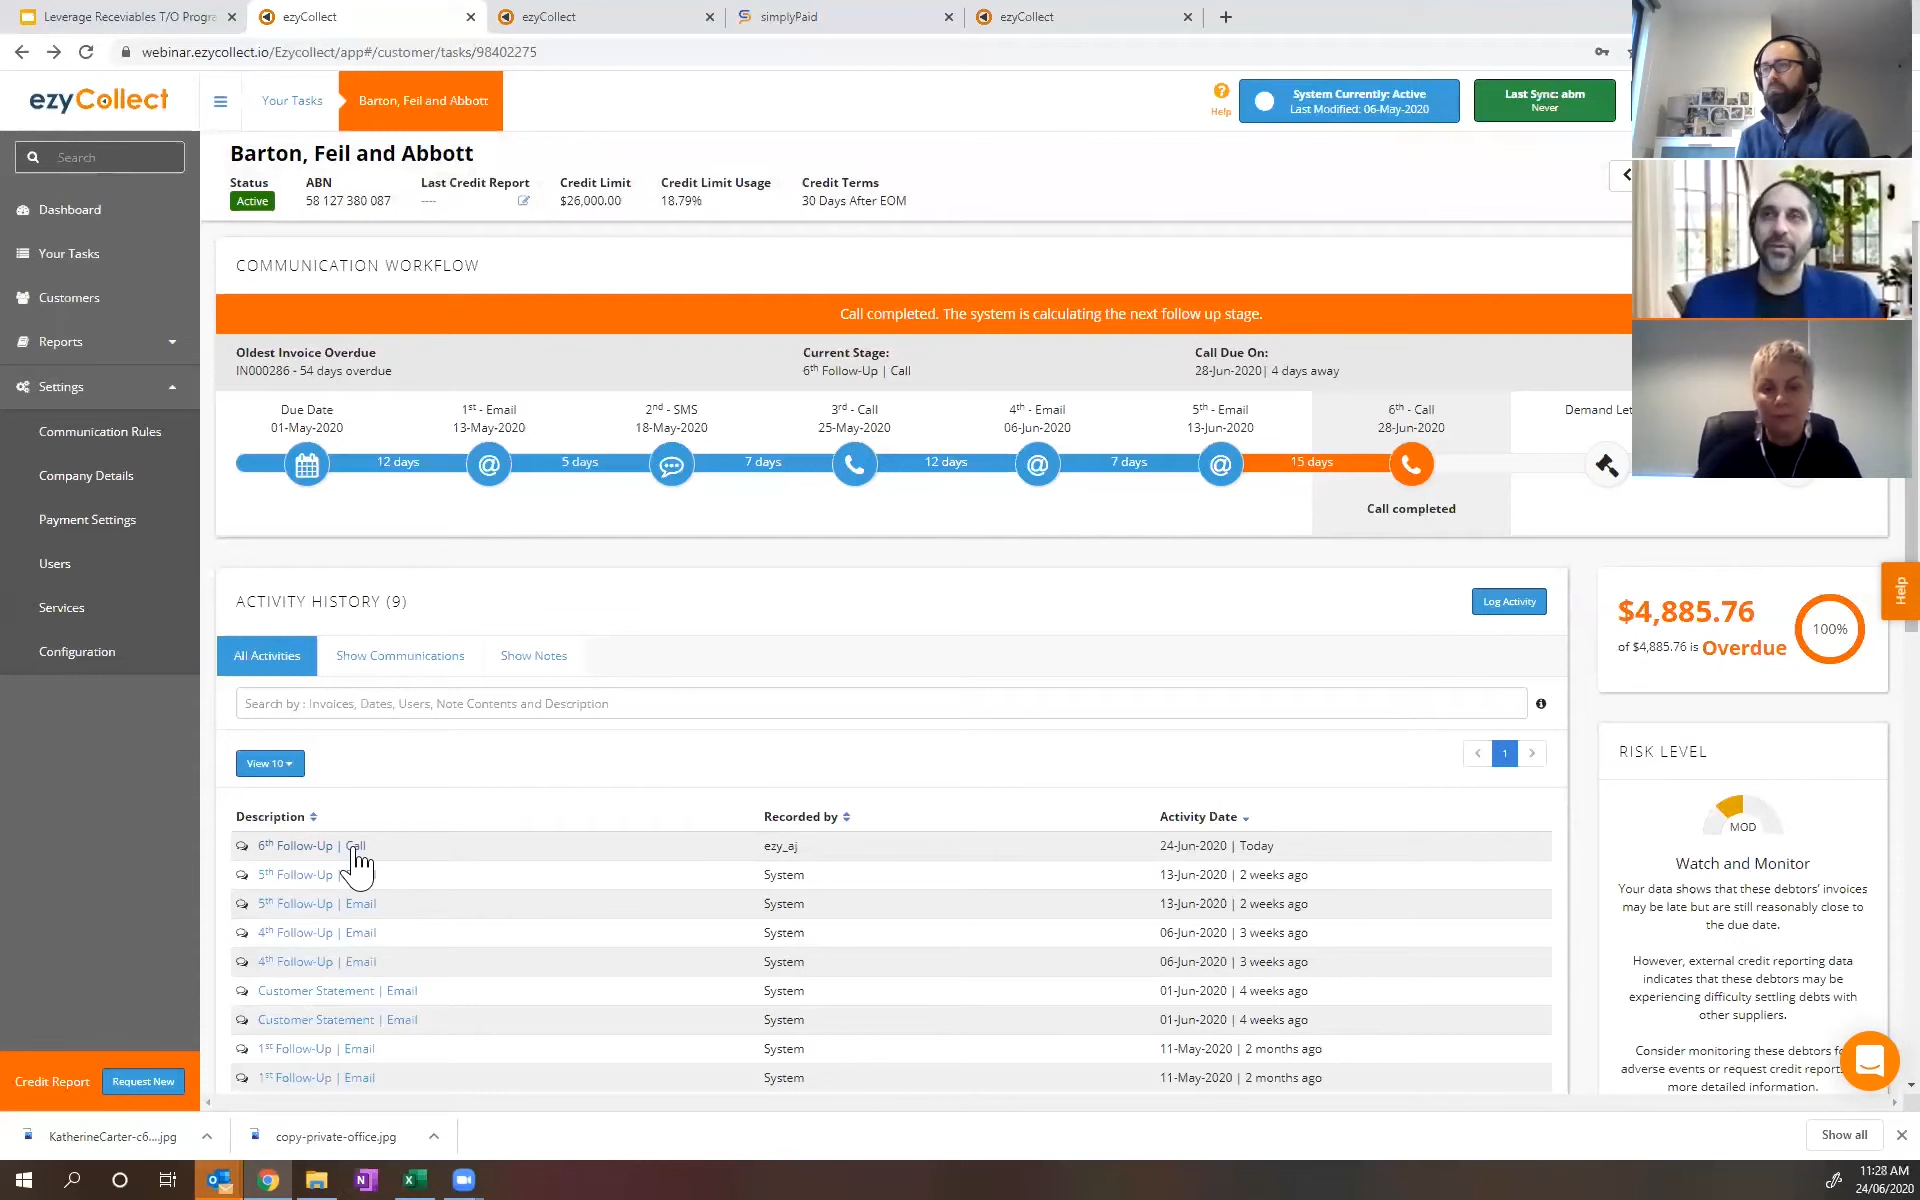 Leverage Receviables T/O Progra
ezyCollect
ezyCollect
simplyPaid
ezyCollect
webinar.ezycollect.io/Ezycollect/app#/customer/tasks/98402275
ezyCollect
Your Tasks
Barton, Feil and Abbott
Help
System Currently: Active
Last Modified: 06-May-2020
Last Sync: abm
Never
Search
Dashboard
Your Tasks
Customers
Reports
Settings
Communication Rules
Company Details
Payment Settings
Users
Services
Configuration
Credit Report
Request New
Barton, Feil and Abbott
Status ABN Last Credit Report Credit Limit Credit Limit Usage Credit Terms
Active 58 127 380 087 ---- $26,000.00 18.79% 30 Days After EOM
COMMUNICATION WORKFLOW
Call completed. The system is calculating the next follow up stage.
Oldest Invoice Overdue Current Stage: Call Due On:
IN000286 - 54 days overdue 6th Follow-Up | Call 28-Jun-2020| 4 days away
Due Date 1st - Email 2nd - SMS 3rd - Call 4th - Email 5th - Email 6th - Call Demand Let
01-May-2020 13-May-2020 18-May-2020 25-May-2020 06-Jun-2020 13-Jun-2020 28-Jun-2020
12 days 5 days 7 days 12 days 7 days 15 days
Call completed
ACTIVITY HISTORY (9)
Log Activity
All Activities Show Communications Show Notes
Search by : Invoices, Dates, Users, Note Contents and Description
View 10
1
Description Recorded by Activity Date
6th Follow-Up | Call ezy_aj 24-Jun-2020 | Today
5th Follow-Up | System 13-Jun-2020 | 2 weeks ago
5th Follow-Up | Email System 13-Jun-2020 | 2 weeks ago
4th Follow-Up | Email System 06-Jun-2020 | 3 weeks ago
4th Follow-Up | Email System 06-Jun-2020 | 3 weeks ago
Customer Statement | Email System 01-Jun-2020 | 4 weeks ago
Customer Statement | Email System 01-Jun-2020 | 4 weeks ago
1st Follow-Up | Email System 11-May-2020 | 2 months ago
1st Follow-Up | Email System 11-May-2020 | 2 months ago
Help
$4,885.76
of $4,885.76 is Overdue
100%
RISK LEVEL
MOD
Watch and Monitor
Your data shows that these debtors' invoices
may be late but are still reasonably close to
the due date.
However, external credit reporting data
indicates that these debtors may be
experiencing difficulty settling debts with
other suppliers.
Consider monitoring these debtors fo
adverse events or request credit report
more detailed information.
KatherineCarter-c6....jpg
copy-private-office.jpg
Show all
11:28 AM
24/06/2020